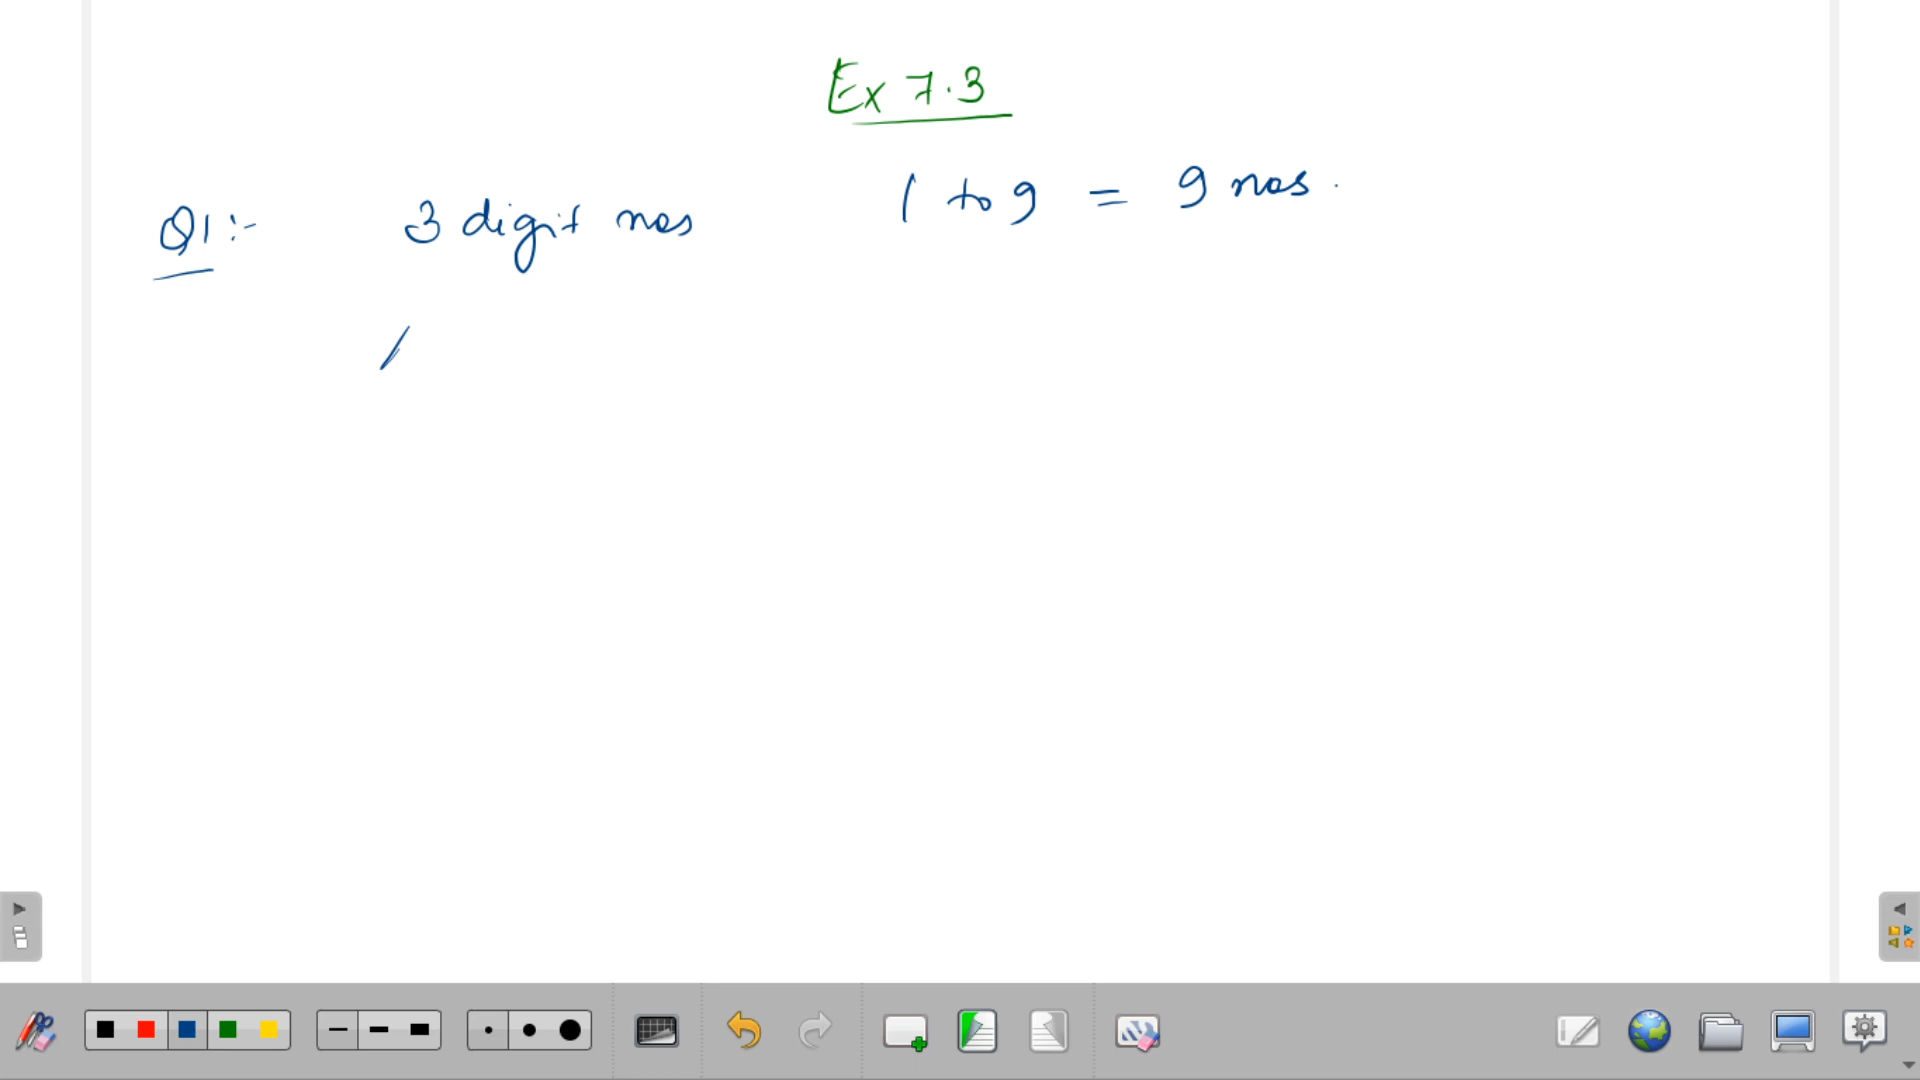 Ex 7.3
Q1:- 3 digit nos 1 to 9 = 9 nos.